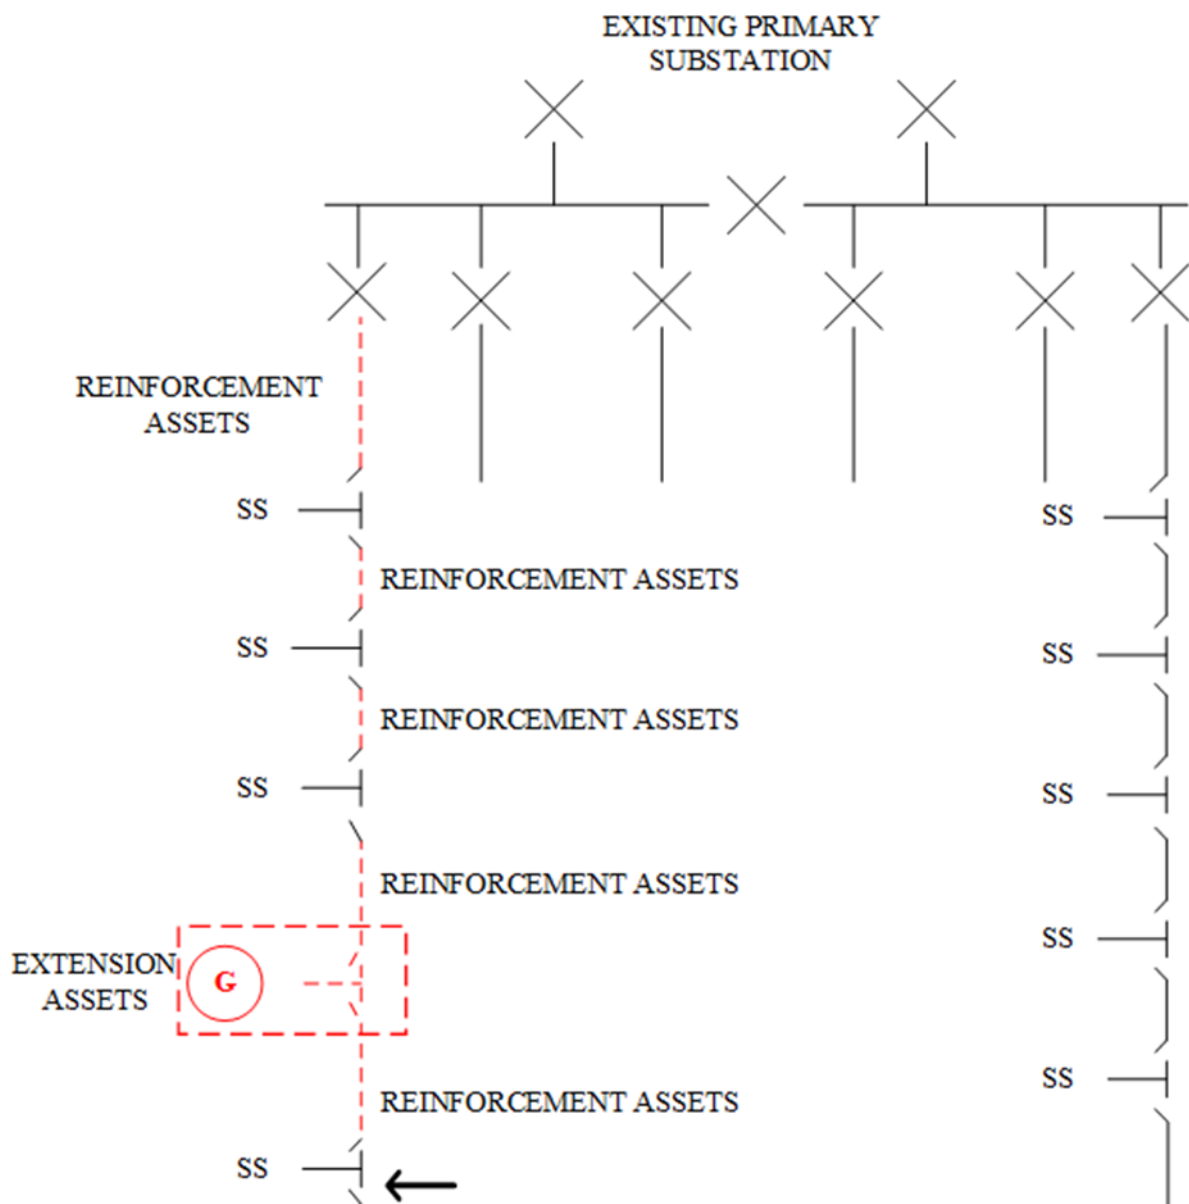 EXISTING PRIMARY
SUBSTATION
REINFORCEMENT
ASSETS
SS
SS
REINFORCEMENT ASSETS
SS
SS
REINFORCEMENT ASSETS
SS
SS
REINFORCEMENT ASSETS
SS
EXTENSION
ASSETS
G
SS
REINFORCEMENT ASSETS
SS